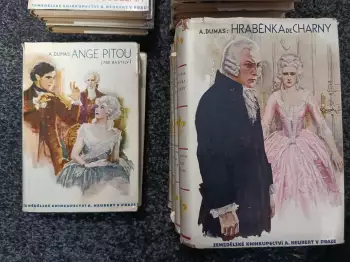 A. DUMAS:
ANGE PITOU
ZEMĚDĚLSKÉ KNIHKUPECTVÍ A. NEUBERT V PRAZE
A. DUMAS: HRABĚNKA DE CHARNY
ZEMĚDĚLSKÉ KNIHKUPECTVÍ A. NEUBERT V PRAZE